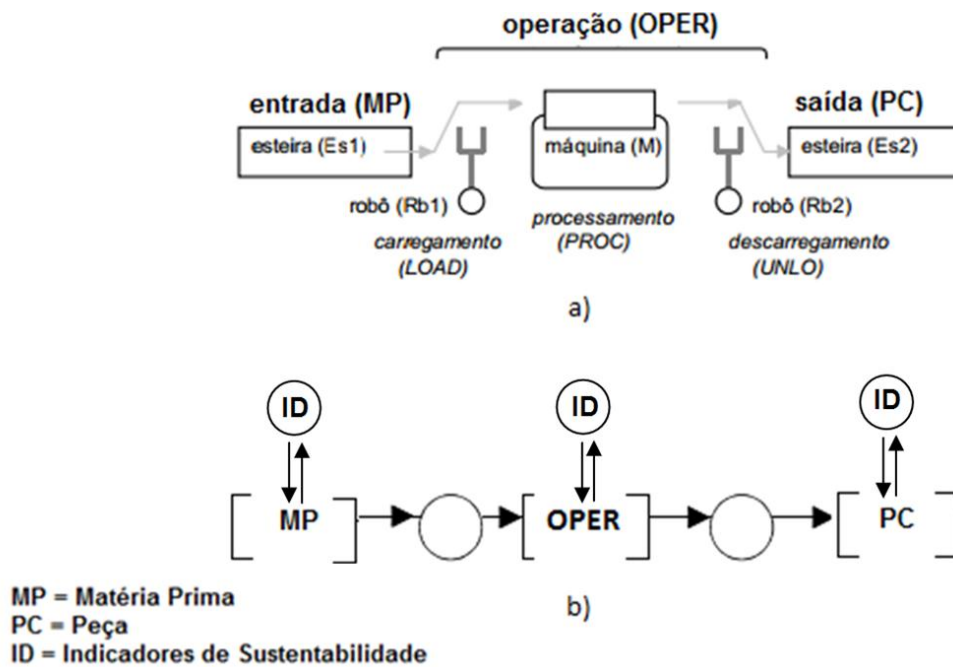 operação (OPER)
entrada (MP)
saída (PC)
esteira (Es1)
máquina (M)
esteira (Es2)
robô (Rb1)
robô (Rb2)
carregamento
(LOAD)
processamento
(PROC)
descarregamento
(UNLO)
a)
ID
ID
ID
MP
OPER
PC
b)
MP = Matéria Prima
PC = Peça
ID = Indicadores de Sustentabilidade